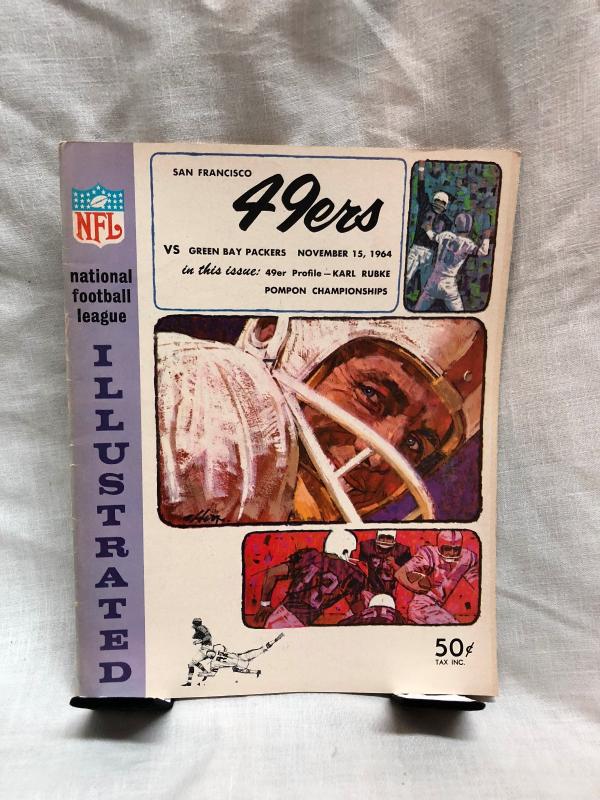 NFL
national
football
league
ILLUSTRATED
SAN FRANCISCO
49ers
VS GREEN BAY PACKERS NOVEMBER 15, 1964
in this issue: 49er Profile — KARL RUBKE
POMPON CHAMPIONSHIPS
50¢
TAX INC.